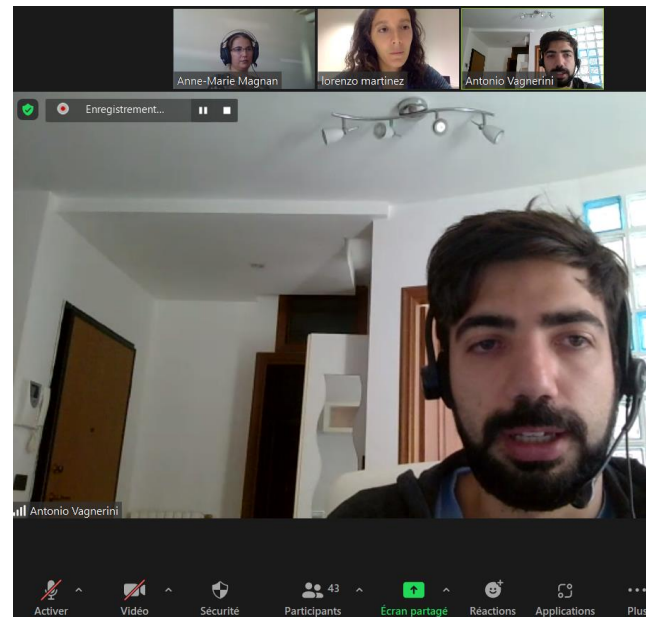 Anne-Marie Magnan
lorenzo martinez
Antonio Vagnerini
Enregistrement...
Antonio Vagnerini
43
Activer
Vidéo
Sécurité
Participants
Écran partagé
Réactions
Applications
Plus